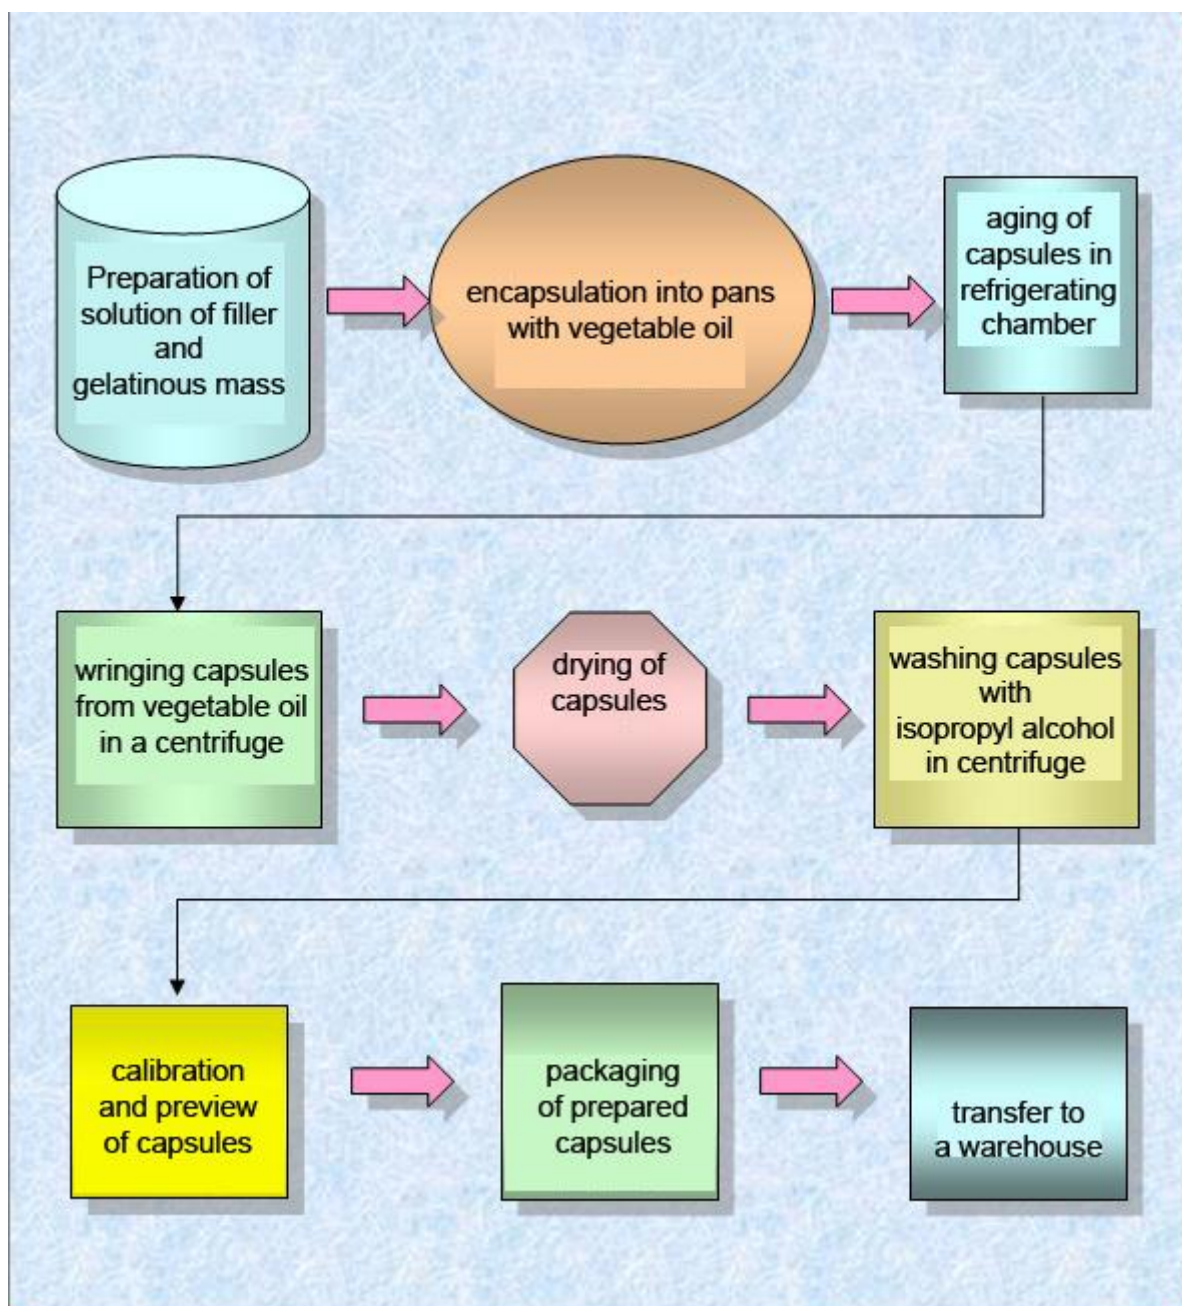 Preparation of
solution of filler
and
gelatinous mass
encapsulation into pans
with vegetable oil
aging of
capsules in
refrigerating
chamber
wringing capsules
from vegetable oil
in a centrifuge
drying of
capsules
washing capsules
with
isopropyl alcohol
in centrifuge
calibration
and preview
of capsules
packaging
of prepared
capsules
transfer to
a warehouse